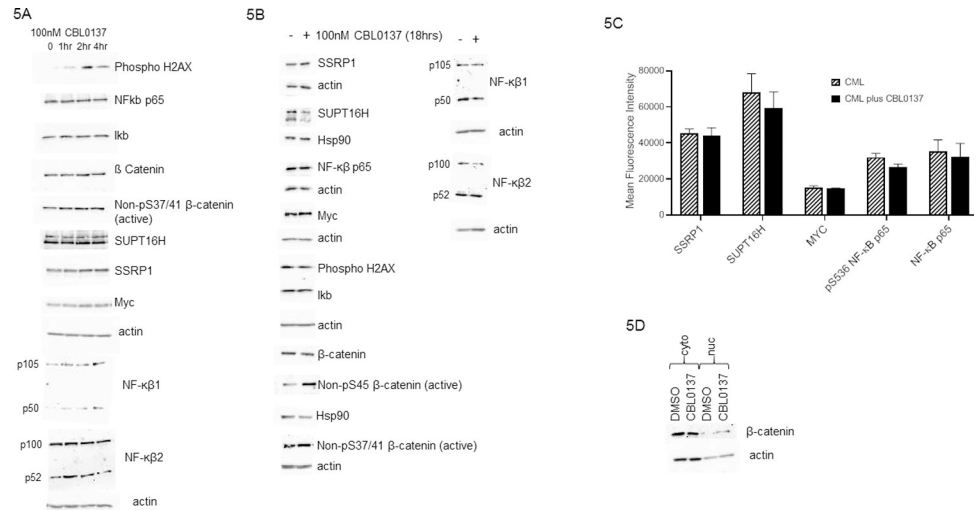 5A
100nM CBL0137
0 1hr 2hr 4hr
Phospho H2AX
NFkb p65
Ikb
ß Catenin
Non-pS37/41 β-catenin
(active)
SUPT16H
SSRP1
Myc
actin
p105
NF-κβ1
p50
p100
NF-κβ2
p52
actin
5B
- + 100nM CBL0137 (18hrs)
SSRP1
actin
SUPT16H
Hsp90
NF-κβ p65
actin
Myc
actin
Phospho H2AX
Ikb
actin
β-catenin
Non-pS45 β-catenin (active)
Hsp90
Non-pS37/41 β-catenin (active)
actin
- +
p105
NF-κβ1
p50
actin
p100
NF-κβ2
p52
actin
5C
Mean Fluorescence Intensity
80000
60000
40000
20000
0
CML
CML plus CBL0137
SSRP1
SUPT16H
MYC
pS536 NF-κB p65
NF-κB p65
5D
cyto nuc
DMSO
CBL0137
DMSO
CBL0137
β-catenin
actin